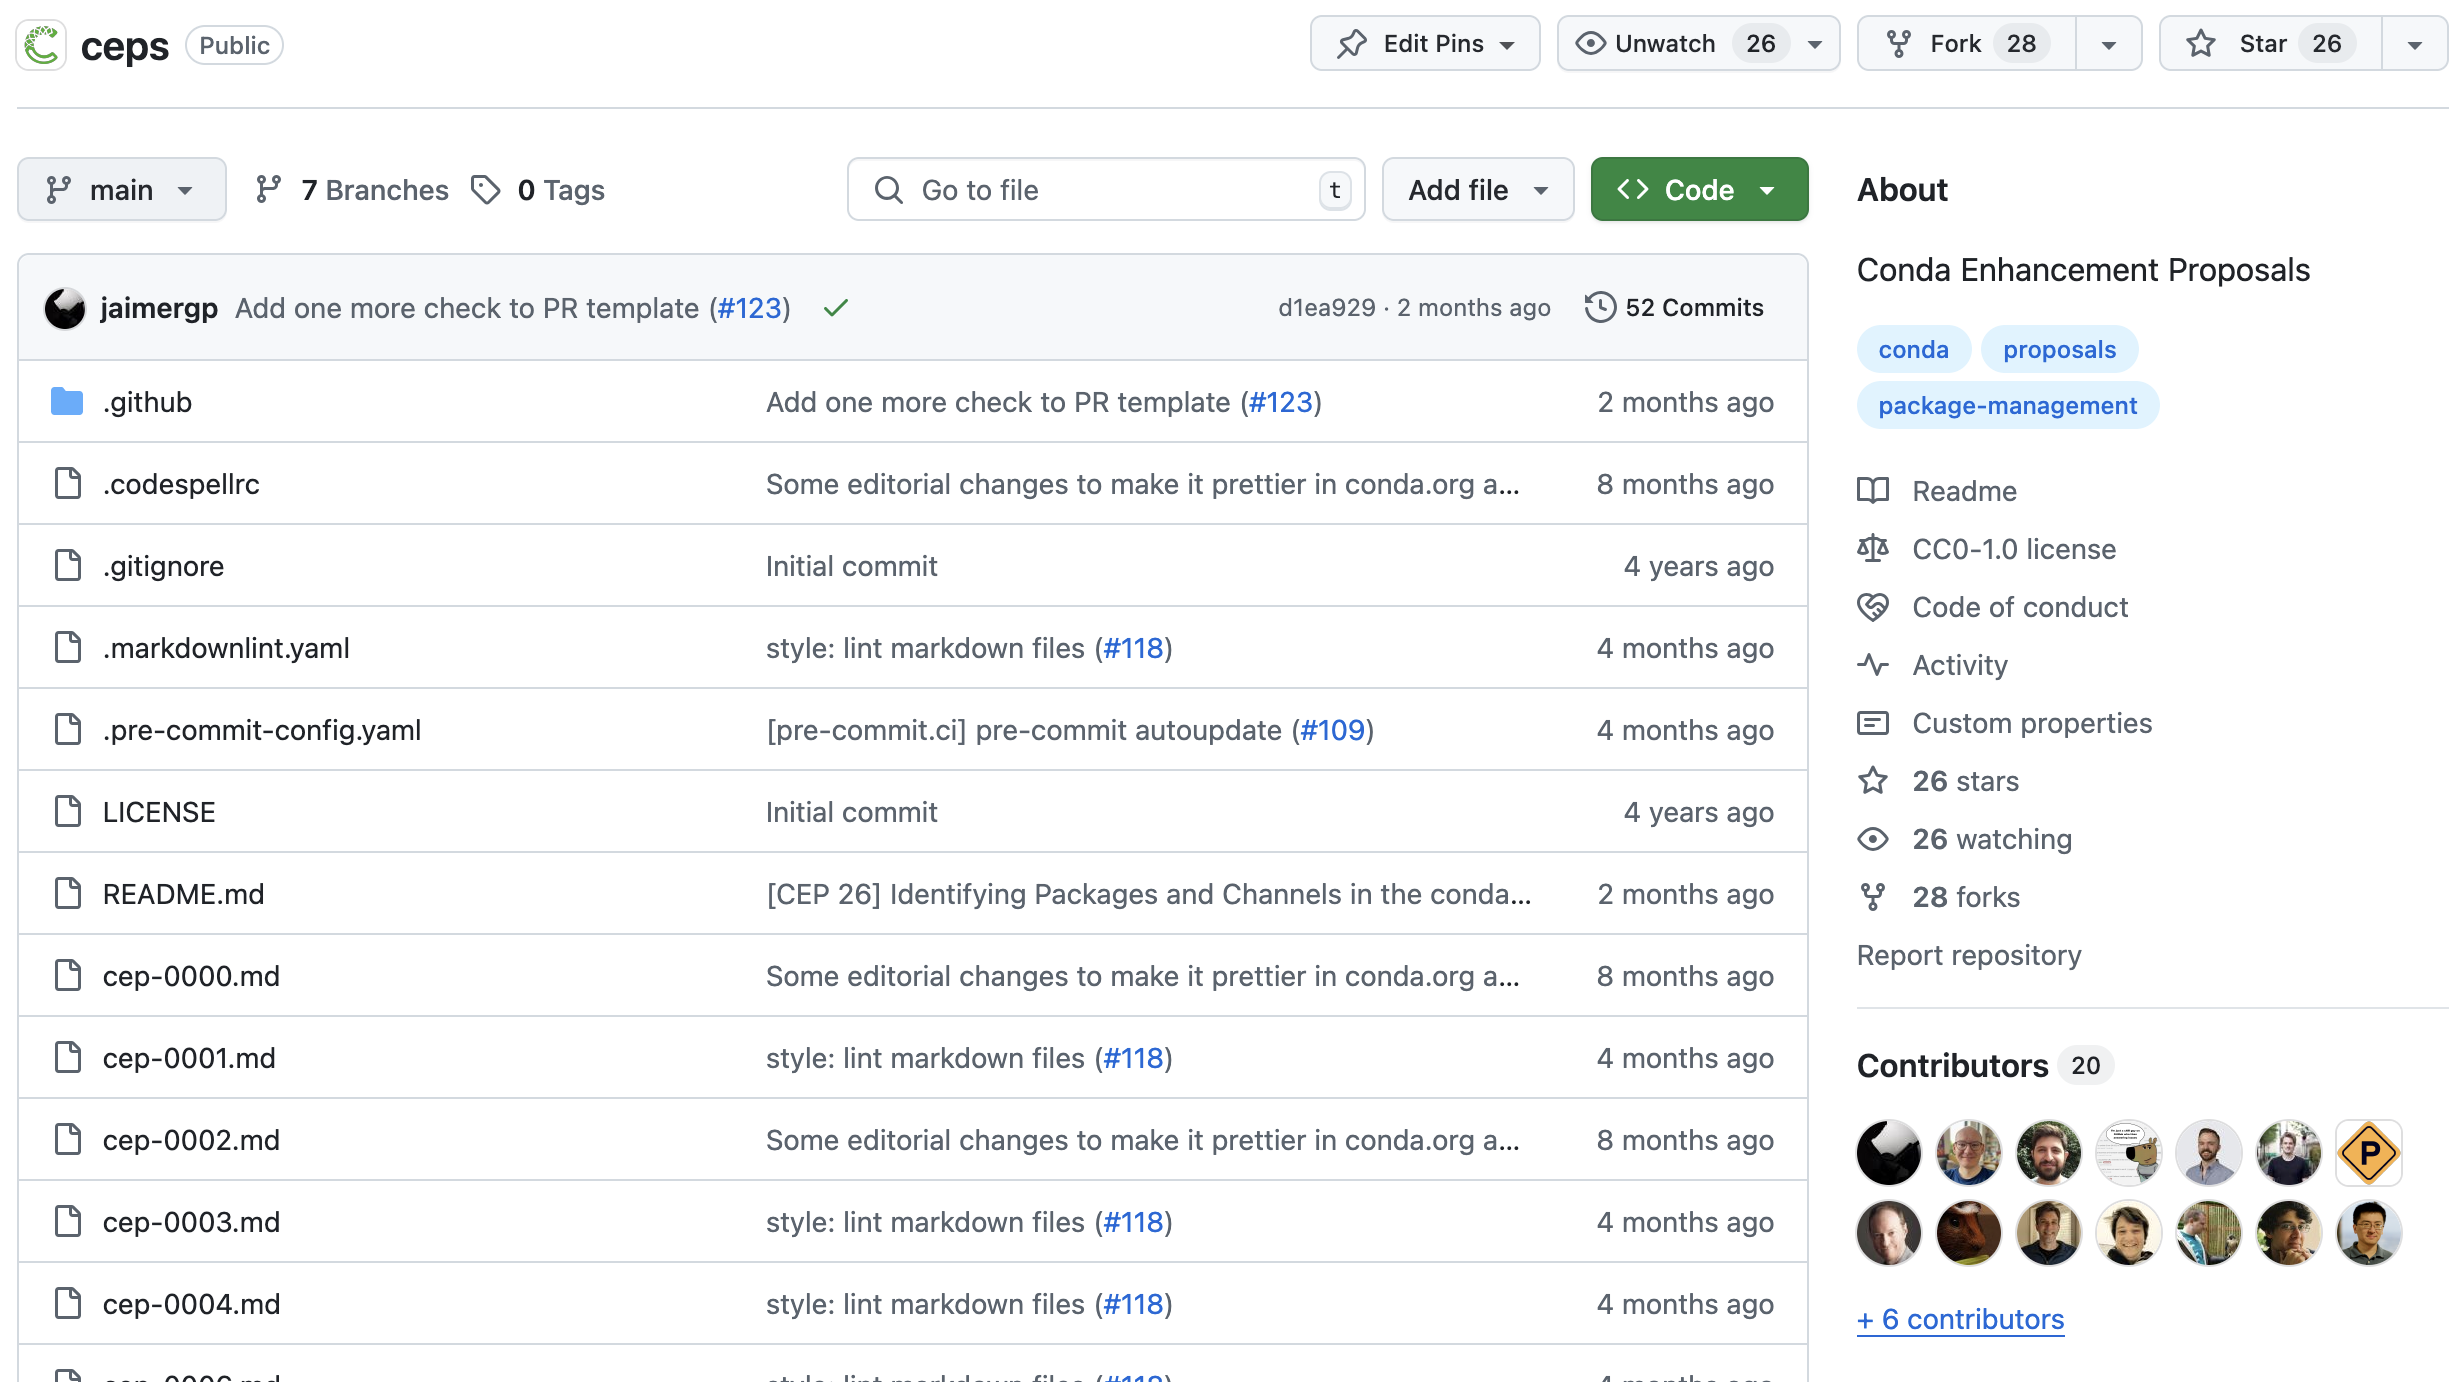 ceps Public Edit Pins Unwatch 26 Fork 28 Star 26
main 7 Branches 0 Tags Go to file t Add file <> Code
jaimergp Add one more check to PR template (#123) d1ea929 · 2 months ago 52 Commits
.github Add one more check to PR template (#123) 2 months ago
.codespellrc Some editorial changes to make it prettier in conda.org a... 8 months ago
.gitignore Initial commit 4 years ago
.markdownlint.yaml style: lint markdown files (#118) 4 months ago
.pre-commit-config.yaml [pre-commit.ci] pre-commit autoupdate (#109) 4 months ago
LICENSE Initial commit 4 years ago
README.md [CEP 26] Identifying Packages and Channels in the conda... 2 months ago
cep-0000.md Some editorial changes to make it prettier in conda.org a... 8 months ago
cep-0001.md style: lint markdown files (#118) 4 months ago
cep-0002.md Some editorial changes to make it prettier in conda.org a... 8 months ago
cep-0003.md style: lint markdown files (#118) 4 months ago
cep-0004.md style: lint markdown files (#118) 4 months ago
About
Conda Enhancement Proposals
conda proposals
package-management
Readme
CC0-1.0 license
Code of conduct
Activity
Custom properties
26 stars
26 watching
28 forks
Report repository
Contributors 20
P
+ 6 contributors